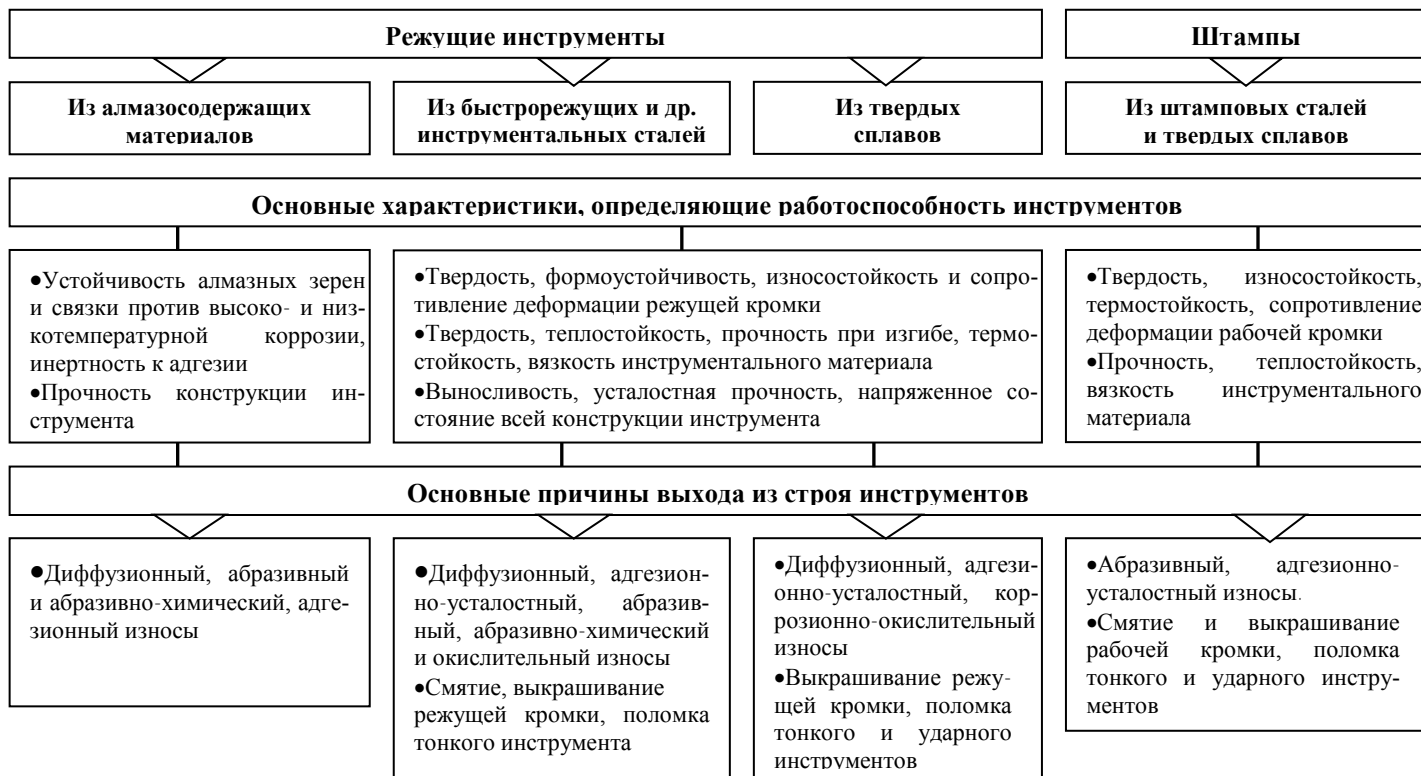 Режущие инструменты
Штампы
Из алмазосодержащих
материалов
Из быстрорежущих и др.
инструментальных сталей
Из твердых
сплавов
Из штамповых сталей
и твердых сплавов
Основные характеристики, определяющие работоспособность инструментов
•Устойчивость алмазных зерен
и связки против высоко- и низ-
котемпературной коррозии,
инертность к адгезии
•Прочность конструкции ин-
струмента
•Твердость, формоустойчивость, износостойкость и сопро-
тивление деформации режущей кромки
•Твердость, теплостойкость, прочность при изгибе, термо-
стойкость, вязкость инструментального материала
•Выносливость, усталостная прочность, напряженное со-
стояние всей конструкции инструмента
•Твердость, износостойкость,
термостойкость, сопротивление
деформации рабочей кромки
•Прочность, теплостойкость,
вязкость инструментального
материала
Основные причины выхода из строя инструментов
•Диффузионный, абразивный
и абразивно-химический, адге-
зионный износы
•Диффузионный, адгезион-
но-усталостный, абразив-
ный, абразивно-химический
и окислительный износы
•Смятие, выкрашивание
режущей кромки, поломка
тонкого инструмента
•Диффузионный, адгези-
онно-усталостный, кор-
розионно-окислительный
износы
•Выкрашивание режу-
щей кромки, поломка
тонкого и ударного
инструментов
•Абразивный, адгезионно-
усталостный износы.
•Смятие и выкрашивание
рабочей кромки, поломка
тонкого и ударного инстру-
ментов